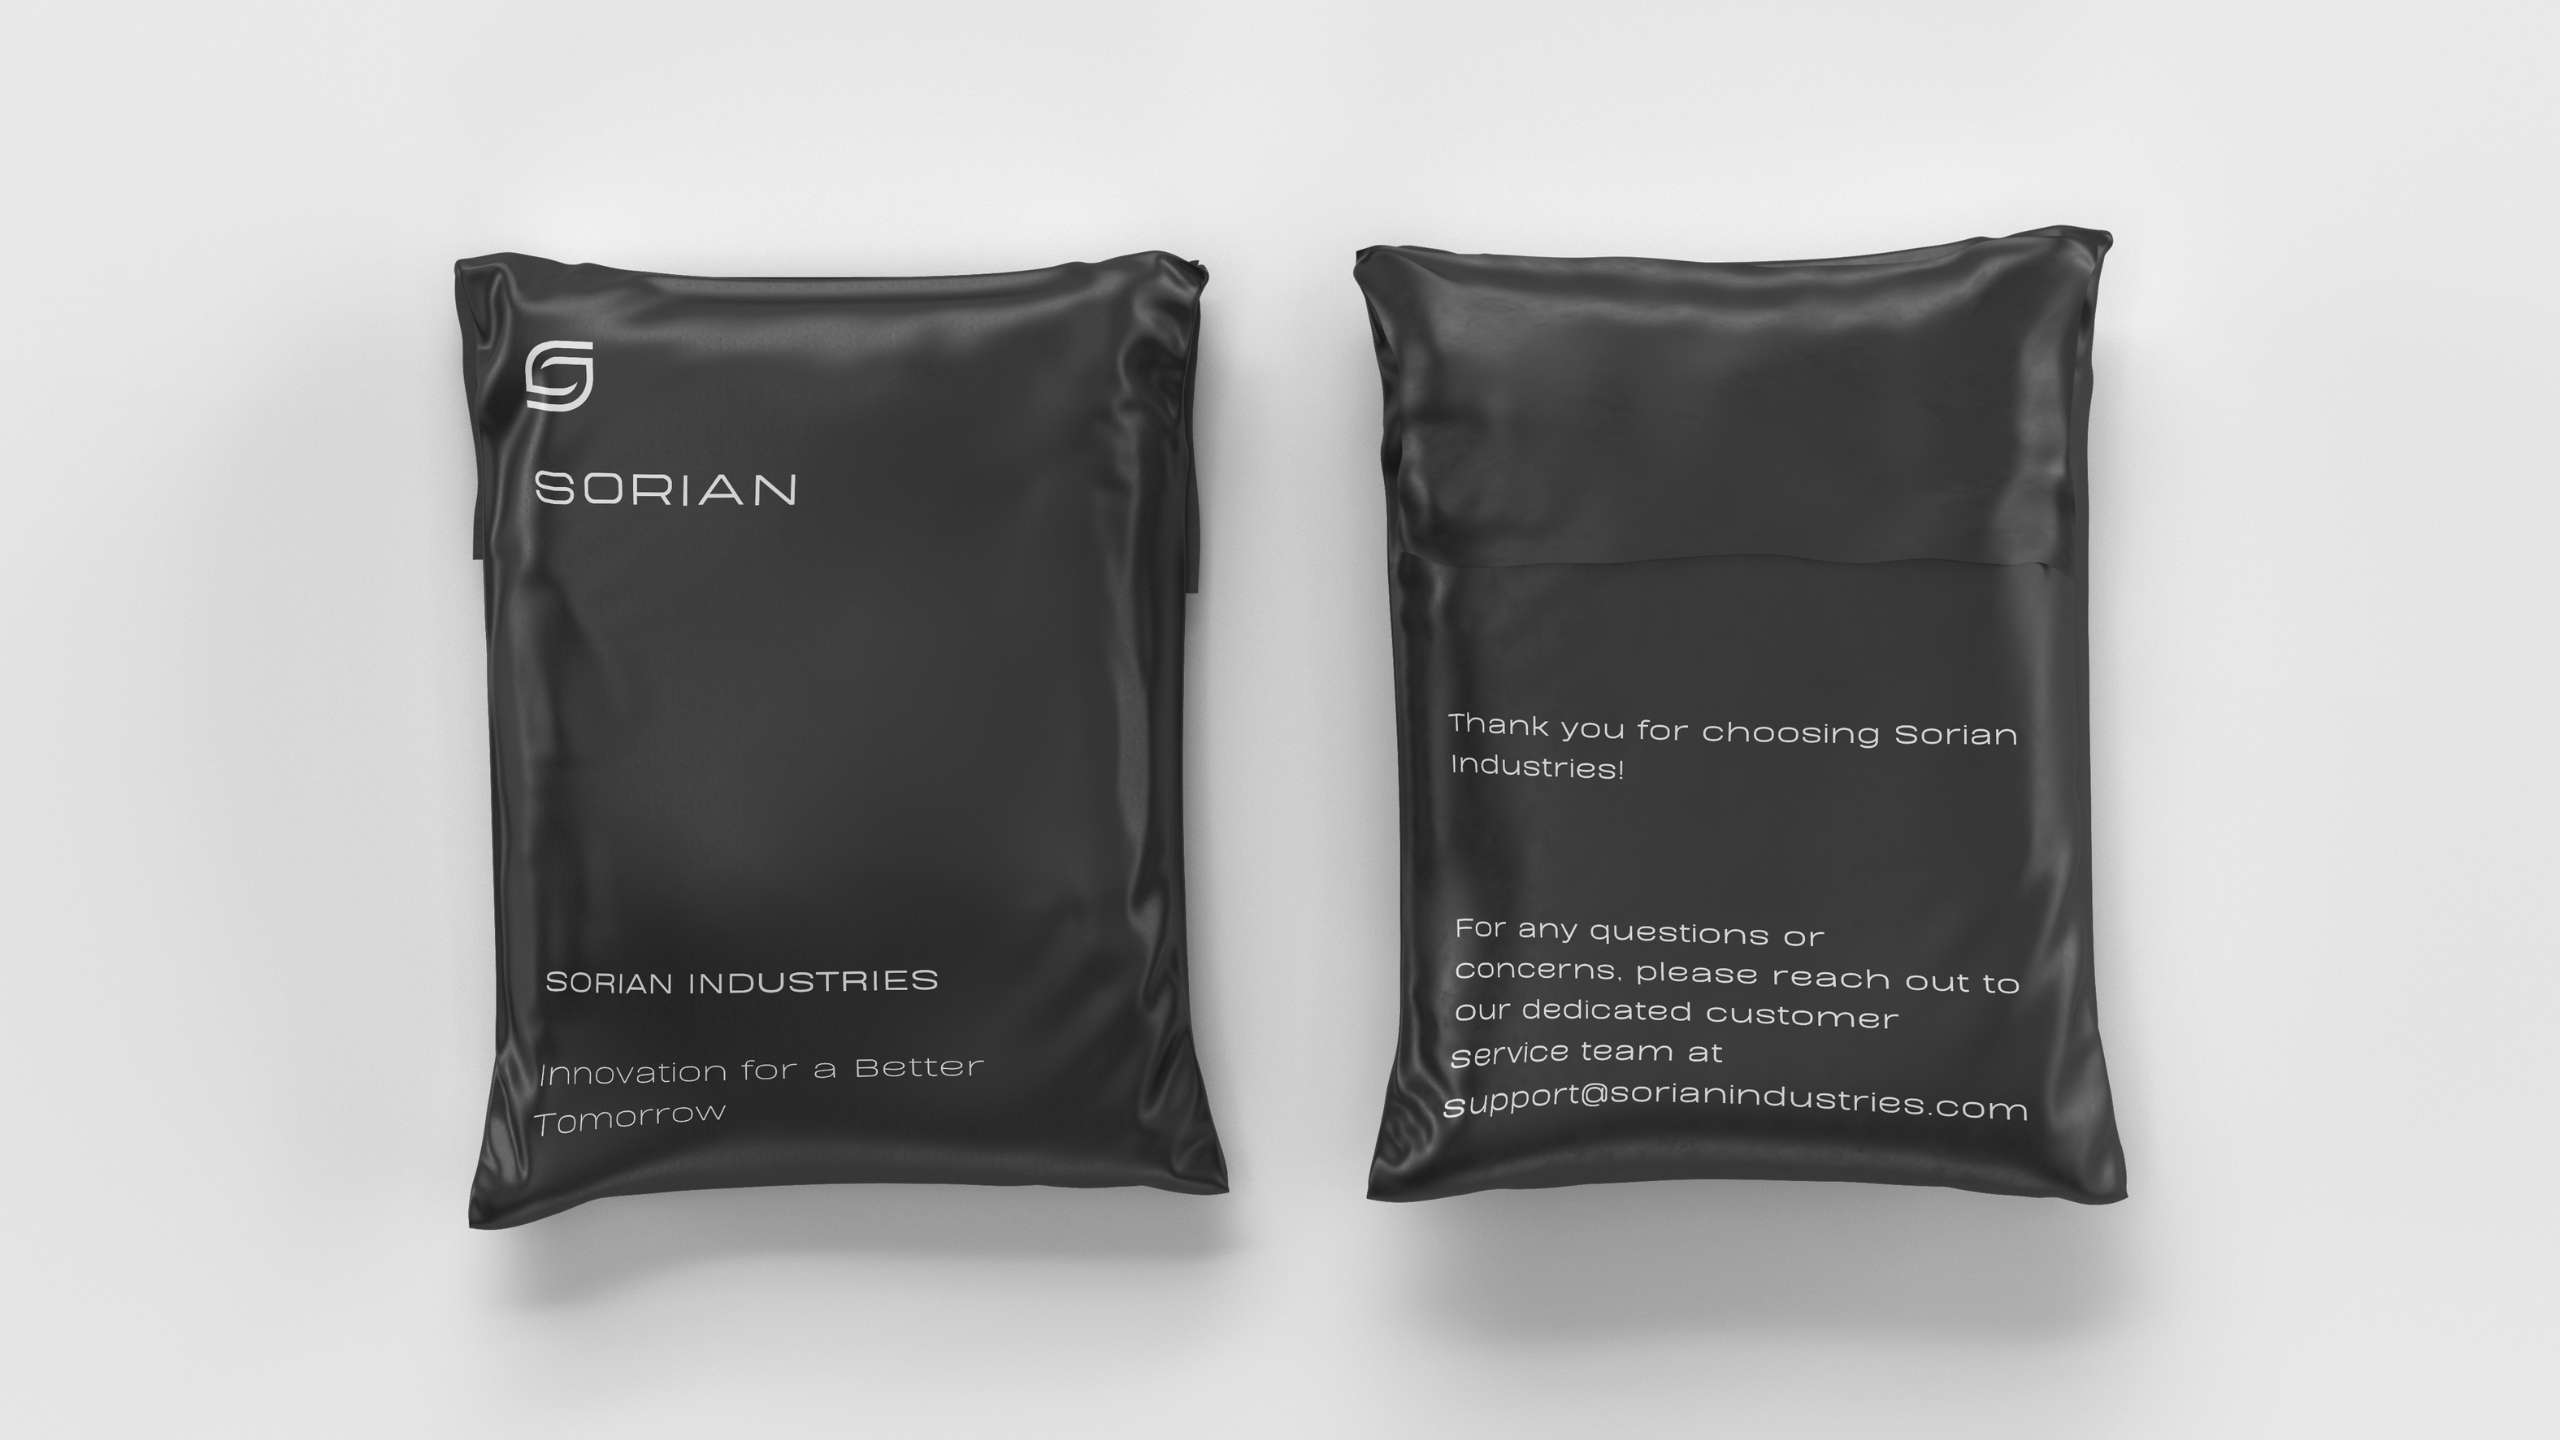 SORIAN
SORIAN INDUSTRIES
Innovation for a Better
Tomorrow
Thank you for choosing Sorian
Industries!
For any questions or
concerns, please reach out to
our dedicated customer
service team at
support@sorianindustries.com